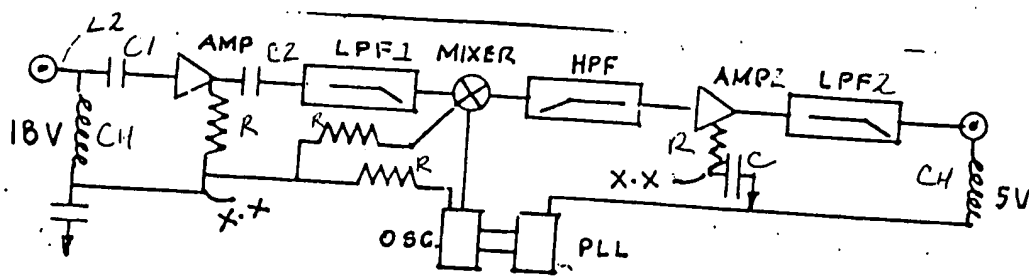 L2
C1
AMP
C2
LPF1
MIXER
HPF
AMP2
LPF2
18V
CH
R
R
R
R
C
X.X
X.X
CH
5V
OSC.
PLL